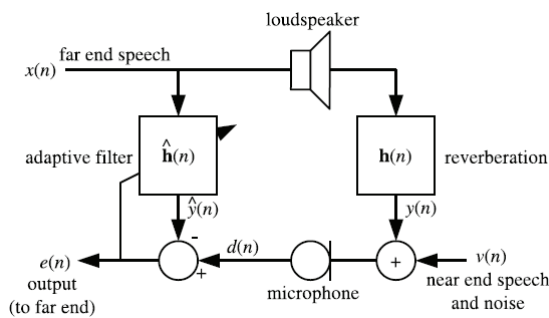 loudspeaker
far end speech
x(n)
adaptive filter
ĥ(n)
h(n)
reverberation
ŷ(n)
y(n)
-
d(n)
+
+
e(n)
output
(to far end)
microphone
v(n)
near end speech
and noise